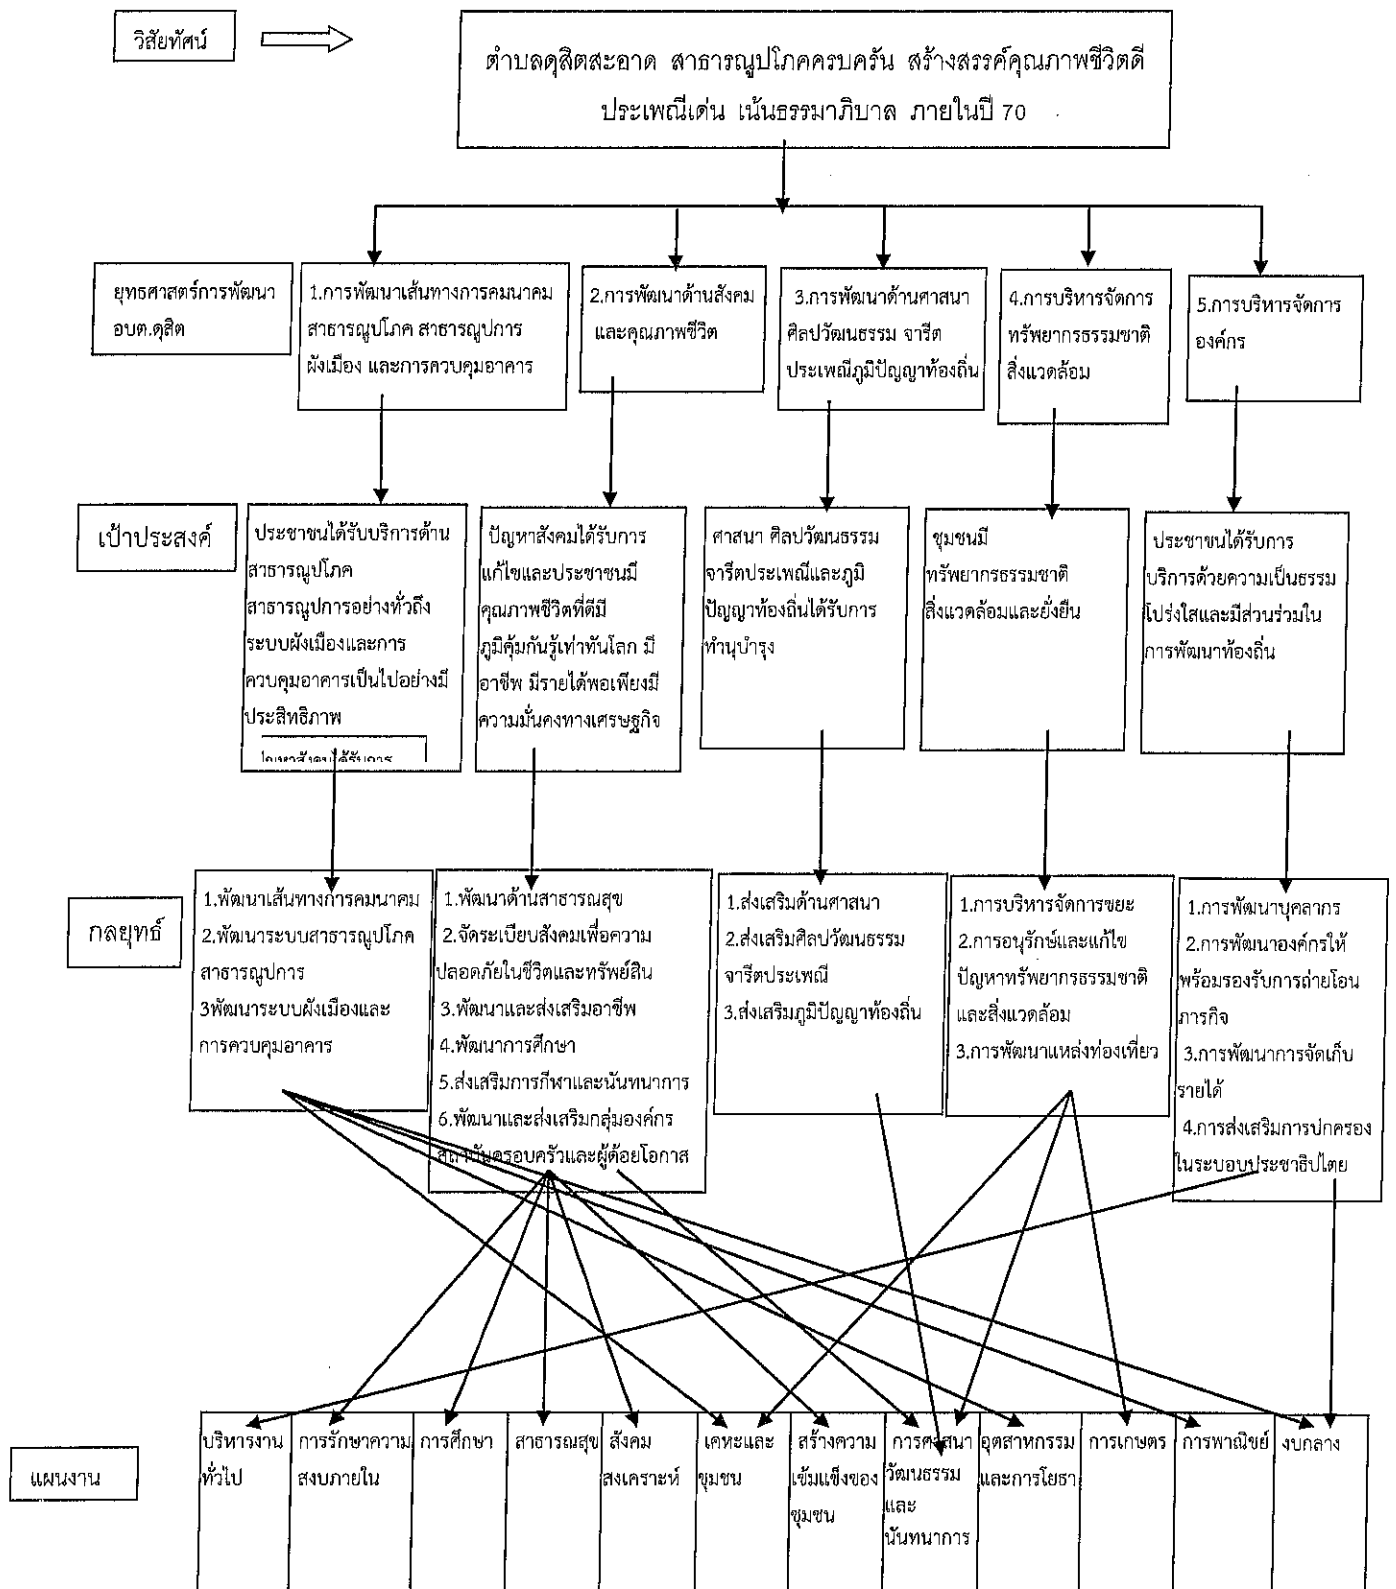 วิสัยทัศน์
ตำบลดุสิตสะอาด สาธารณูปโภคครบครัน สร้างสรรค์คุณภาพชีวิตดี
ประเพณีเด่น เน้นธรรมาภิบาล ภายในปี 70
ยุทธศาสตร์การพัฒนา
อบต.ดุสิต
1.การพัฒนาเส้นทางการคมนาคม
สาธารณูปโภค สาธารณูปการ
ผังเมือง และการควบคุมอาคาร
2.การพัฒนาด้านสังคม
และคุณภาพชีวิต
3.การพัฒนาด้านศาสนา
ศิลปวัฒนธรรม จารีต
ประเพณีภูมิปัญญาท้องถิ่น
4.การบริหารจัดการ
ทรัพยากรธรรมชาติ
สิ่งแวดล้อม
5.การบริหารจัดการ
องค์กร
เป้าประสงค์
ประชาชนได้รับบริการด้าน
สาธารณูปโภค
สาธารณูปการอย่างทั่วถึง
ระบบผังเมืองและการ
ควบคุมอาคารเป็นไปอย่างมี
ประสิทธิภาพ
ปัญหาสังคมได้รับการ
แก้ไขและประชาชนมี
คุณภาพชีวิตที่ดีมี
ภูมิคุ้มกันรู้เท่าทันโลก มี
อาชีพ มีรายได้พอเพียงมี
ความมั่นคงทางเศรษฐกิจ
ศาสนา ศิลปวัฒนธรรม
จารีตประเพณีและภูมิ
ปัญญาท้องถิ่นได้รับการ
ทำนุบำรุง
ชุมชนมี
ทรัพยากรธรรมชาติ
สิ่งแวดล้อมและยั่งยืน
ประชาชนได้รับการ
บริการด้วยความเป็นธรรม
โปร่งใสและมีส่วนร่วมใน
การพัฒนาท้องถิ่น
กลยุทธ์
1.พัฒนาเส้นทางการคมนาคม
2.พัฒนาระบบสาธารณูปโภค
สาธารณูปการ
3พัฒนาระบบผังเมืองและ
การควบคุมอาคาร
1.พัฒนาด้านสาธารณสุข
2.จัดระเบียบสังคมเพื่อความ
ปลอดภัยในชีวิตและทรัพย์สิน
3.พัฒนาและส่งเสริมอาชีพ
4.พัฒนาการศึกษา
5.ส่งเสริมการกีฬาและนันทนาการ
6.พัฒนาและส่งเสริมกลุ่มองค์กร
สถาบันครอบครัวและผู้ด้อยโอกาส
1.ส่งเสริมด้านศาสนา
2.ส่งเสริมศิลปวัฒนธรรม
จารีตประเพณี
3.ส่งเสริมภูมิปัญญาท้องถิ่น
1.การบริหารจัดการขยะ
2.การอนุรักษ์และแก้ไข
ปัญหาทรัพยากรธรรมชาติ
และสิ่งแวดล้อม
3.การพัฒนาแหล่งท่องเที่ยว
1.การพัฒนาบุคลากร
2.การพัฒนาองค์กรให้
พร้อมรองรับการถ่ายโอน
ภารกิจ
3.การพัฒนาการจัดเก็บ
รายได้
4.การส่งเสริมการปกครอง
ในระบอบประชาธิปไตย
แผนงาน
บริหารงาน
ทั่วไป
การรักษาความ
สงบภายใน
การศึกษา
สาธารณสุข
สังคม
สงเคราะห์
เคหะและ
ชุมชน
สร้างความ
เข้มแข็งของ
ชุมชน
การศาสนา
วัฒนธรรม
และ
นันทนาการ
อุตสาหกรรม
และการโยธา
การเกษตร
การพาณิชย์
งบกลาง